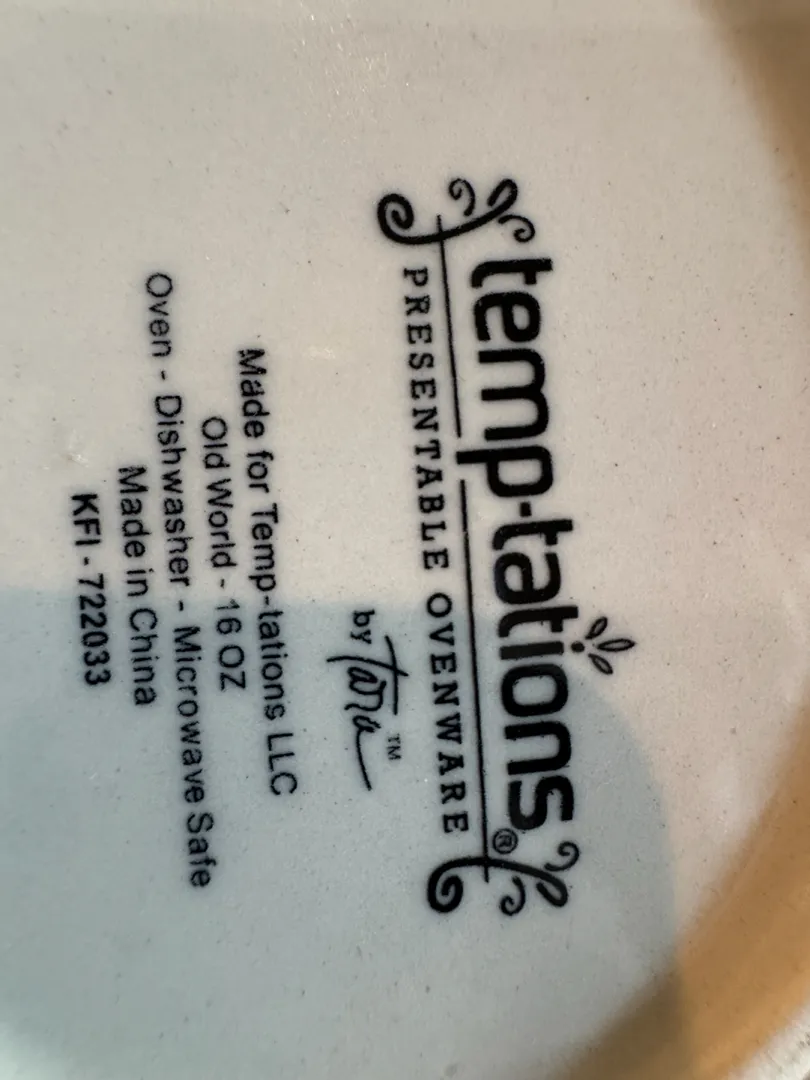 temp-tations®
PRESENTABLE OVENWARE
by Tara™
Made for Temp-tations LLC
Old World - 16 OZ
Oven - Dishwasher - Microwave Safe
Made in China
KFI - 722033